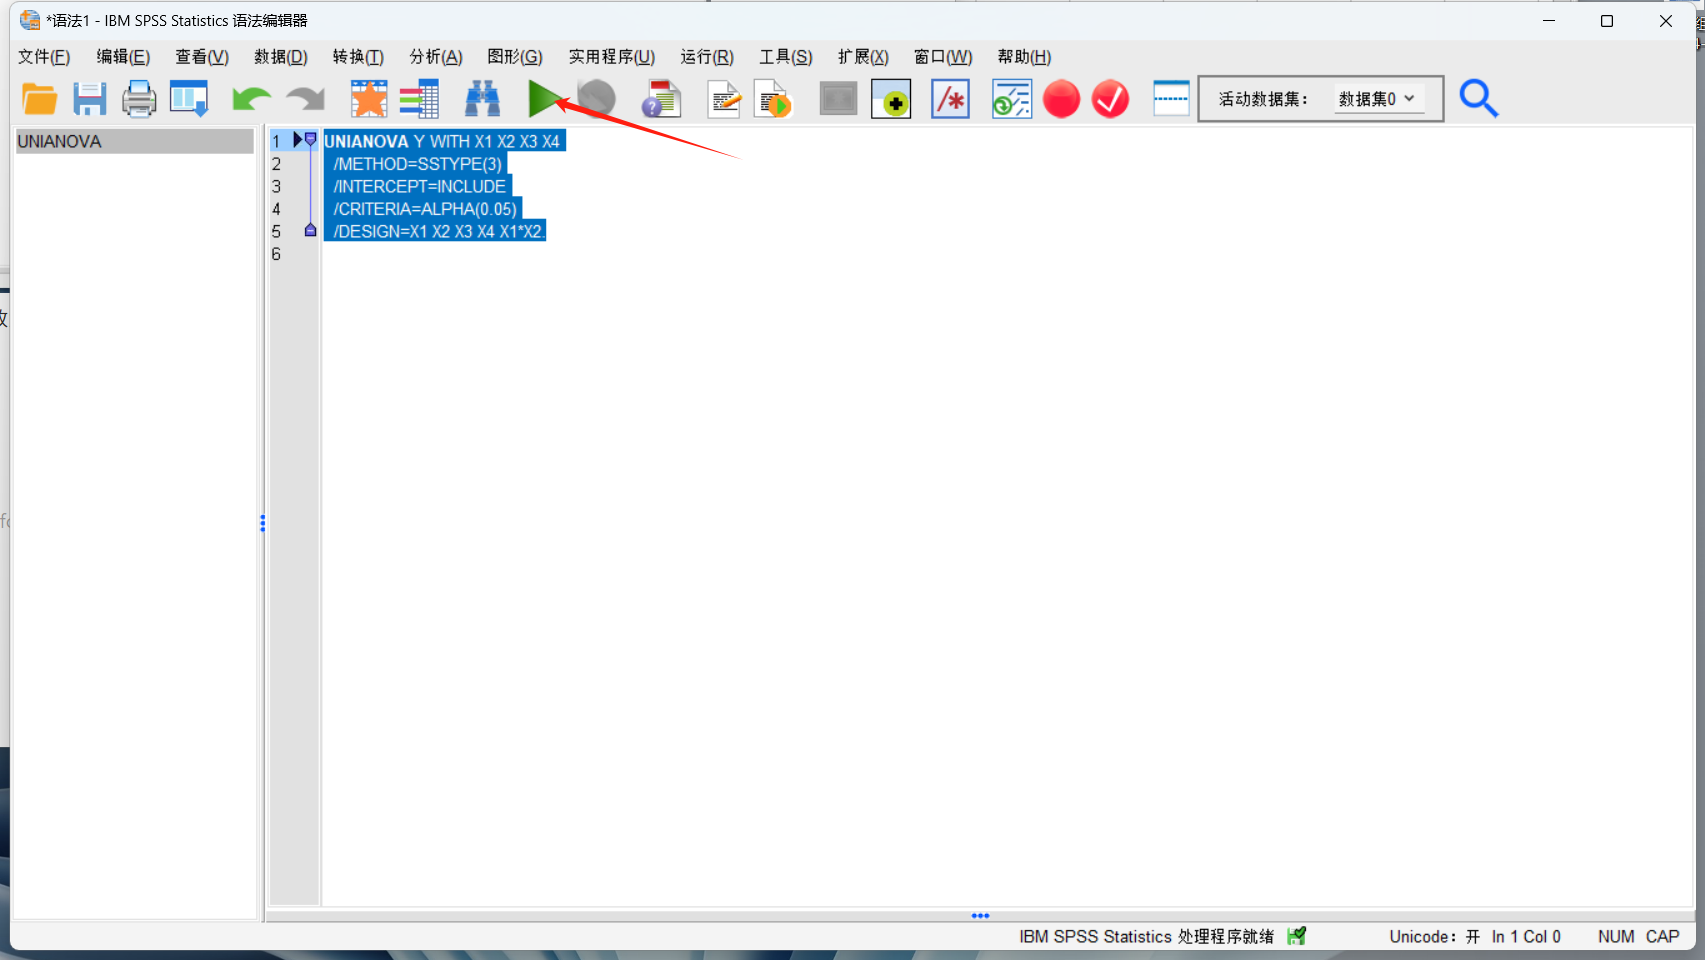 *语法1 - IBM SPSS Statistics 语法编辑器
文件(F) 编辑(E) 查看(V) 数据(D) 转换(T) 分析(A) 图形(G) 实用程序(U) 运行(R) 工具(S) 扩展(X) 窗口(W) 帮助(H)
活动数据集： 数据集0
UNIANOVA
1 UNIANOVA Y WITH X1 X2 X3 X4
2 /METHOD=SSTYPE(3)
3 /INTERCEPT=INCLUDE
4 /CRITERIA=ALPHA(0.05)
5 /DESIGN=X1 X2 X3 X4 X1*X2.
6
IBM SPSS Statistics 处理程序就绪 Unicode：开 In 1 Col 0 NUM CAP